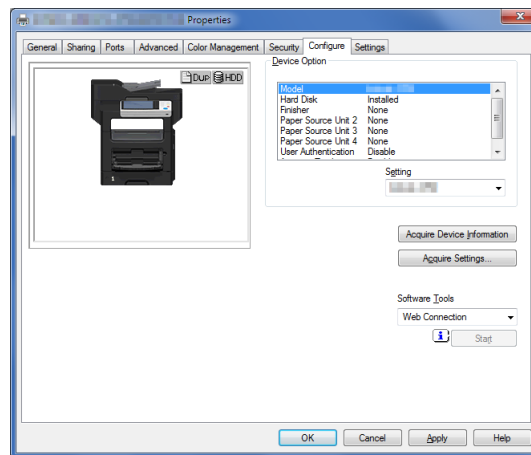 Properties
General Sharing Ports Advanced Color Management Security Configure Settings
Dup HDD
Device Option
Model
Hard Disk Installed
Finisher None
Paper Source Unit 2 None
Paper Source Unit 3 None
Paper Source Unit 4 None
User Authentication Disable
Setting
Acquire Device Information
Acquire Settings...
Software Tools
Web Connection
Start
OK Cancel Apply Help